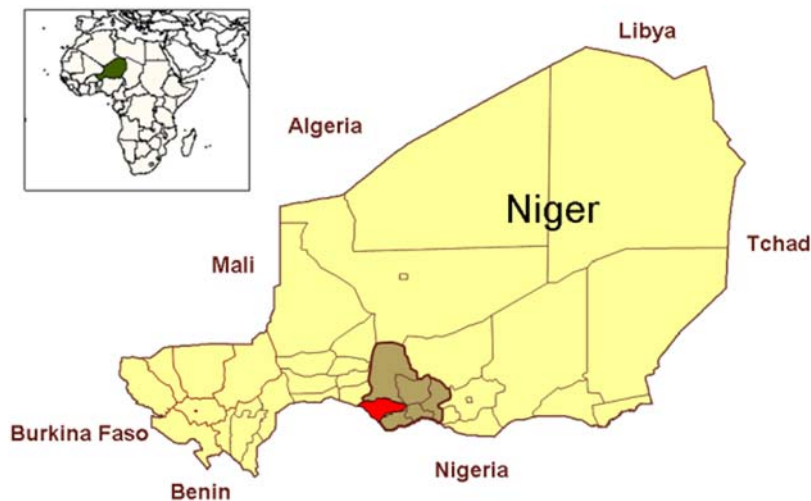 Libya
Algeria
Niger
Tchad
Mali
Burkina Faso
Nigeria
Benin